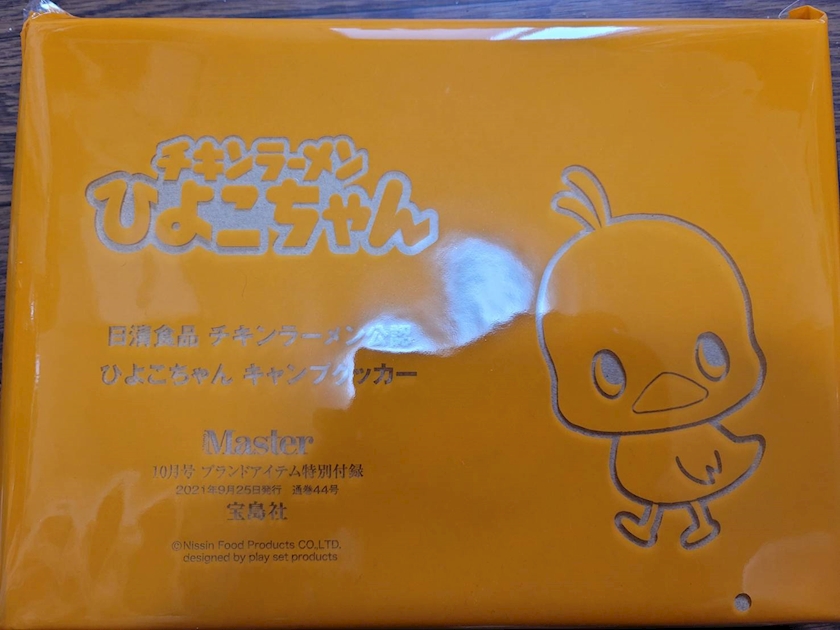 チキンラーメン
ひよこちゃん
日清食品 チキンラーメン公認
ひよこちゃん キャンプクッカー
Master
10月号 ブランドアイテム特別付録
2021年9月25日発行 通巻44号
宝島社
©Nissin Food Products CO.,LTD.
designed by play set products